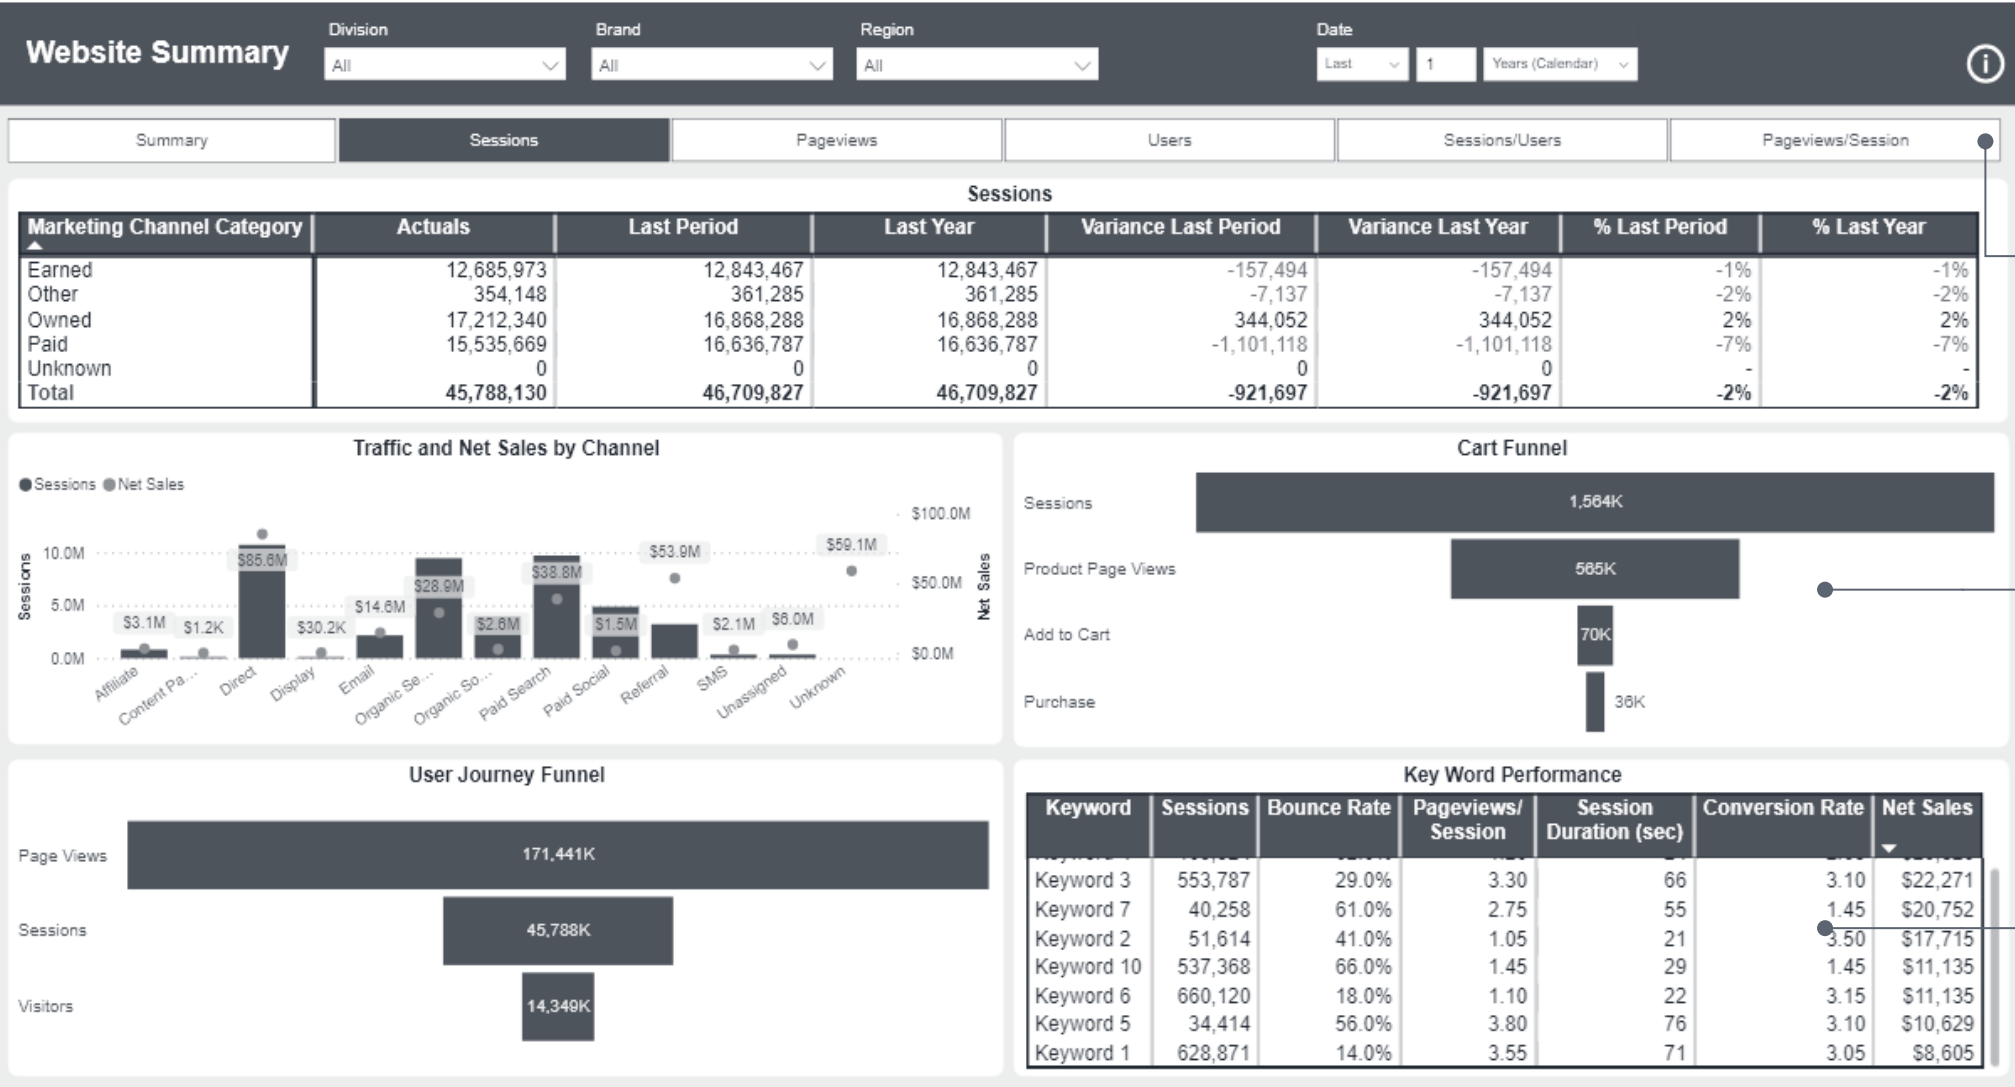 Division Brand Region Date
Website Summary
All All All Last 1 Years (Calendar)
Summary Sessions Pageviews Users Sessions/Users Pageviews/Session
Sessions
Marketing Channel Category Actuals Last Period Last Year Variance Last Period Variance Last Year % Last Period % Last Year
Earned 12,685,973 12,843,467 12,843,467 -157,494 -157,494 -1% -1%
Other 354,148 361,285 361,285 -7,137 -7,137 -2% -2%
Owned 17,212,340 16,868,288 16,868,288 344,052 344,052 2% 2%
Paid 15,535,669 16,636,787 16,636,787 -1,101,118 -1,101,118 -7% -7%
Unknown 0 0 0 0 0 - -
Total 45,788,130 46,709,827 46,709,827 -921,697 -921,697 -2% -2%
Traffic and Net Sales by Channel
Sessions Net Sales
Sessions
10.0M
5.0M
0.0M
$3.1M $1.2K $85.6M $30.2K $14.6M $28.9M $2.6M $38.8M $1.5M $53.9M $2.1M $6.0M $59.1M
$100.0M
$50.0M
$0.0M
Net Sales
Affiliate Content Pa... Direct Display Email Organic Se... Organic So... Paid Search Paid Social Referral SMS Unassigned Unknown
Cart Funnel
Sessions 1,564K
Product Page Views 565K
Add to Cart 70K
Purchase 36K
User Journey Funnel
Page Views 171,441K
Sessions 45,788K
Visitors 14,349K
Key Word Performance
Keyword Sessions Bounce Rate Pageviews/ Session Conversion Rate Net Sales
Session Duration (sec)
Keyword 3 553,787 29.0% 3.30 66 3.10 $22,271
Keyword 7 40,258 61.0% 2.75 55 1.45 $20,752
Keyword 2 51,614 41.0% 1.05 21 3.50 $17,715
Keyword 10 537,368 66.0% 1.45 29 1.45 $11,135
Keyword 6 660,120 18.0% 1.10 22 3.15 $11,135
Keyword 5 34,414 56.0% 3.80 76 3.10 $10,629
Keyword 1 628,871 14.0% 3.55 71 3.05 $8,605